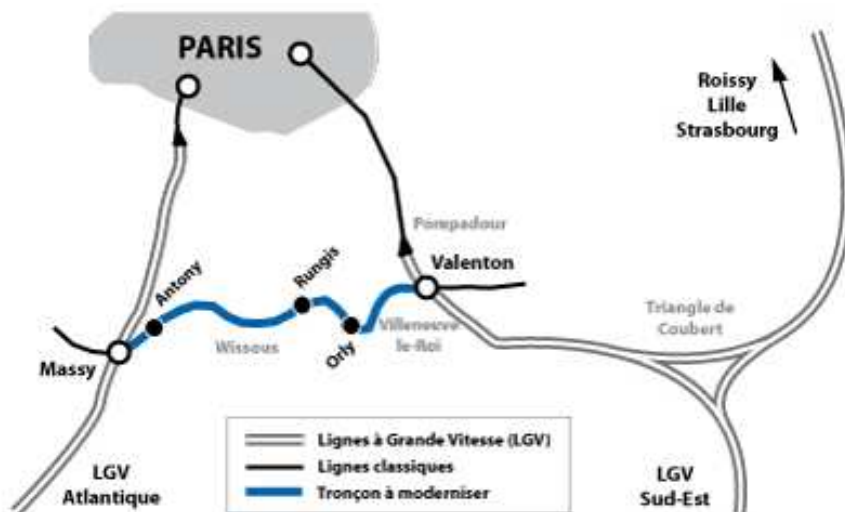 PARIS
Roissy
Lille
Strasbourg
Pompadour
Valenton
Antony
Rungis
Triangle de
Coubert
Wissous
Orly
Villeneuve
le-Roi
Massy
LGV
Atlantique
Lignes à Grande Vitesse (LGV)
Lignes classiques
Tronçon à moderniser
LGV
Sud-Est